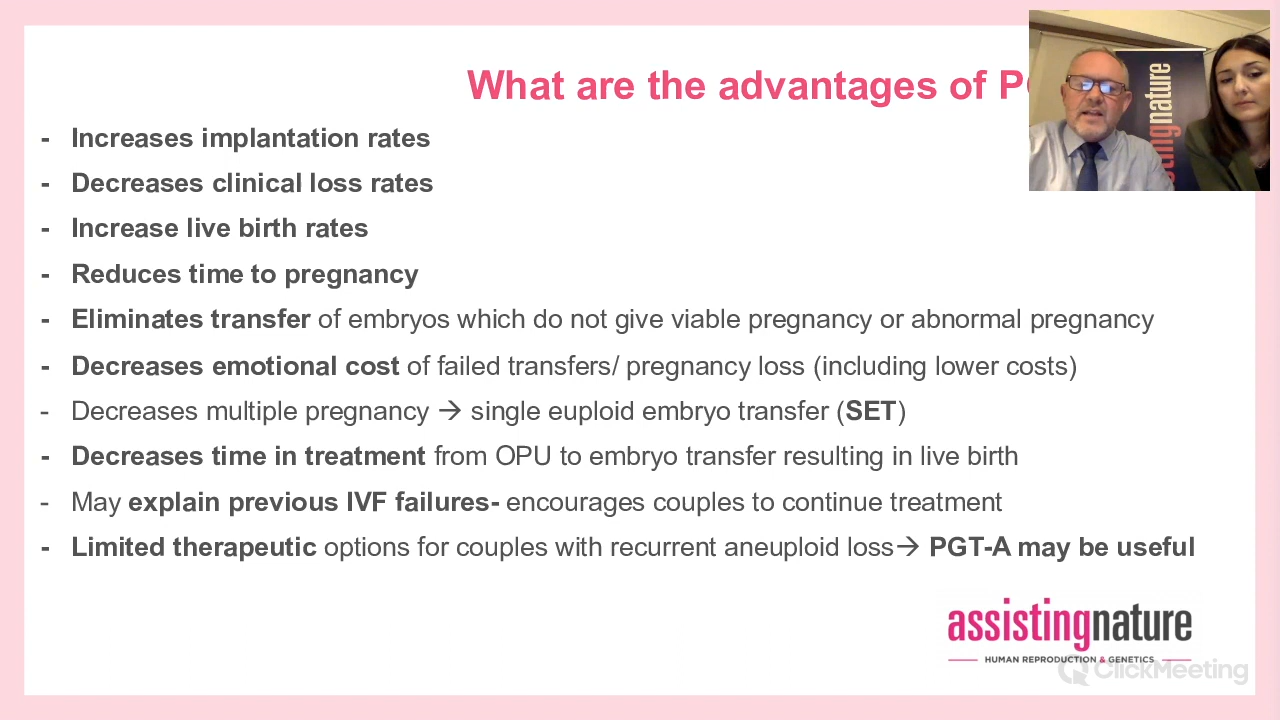 What are the advantages of P
- Increases implantation rates
- Decreases clinical loss rates
- Increase live birth rates
- Reduces time to pregnancy
- Eliminates transfer of embryos which do not give viable pregnancy or abnormal pregnancy
- Decreases emotional cost of failed transfers/ pregnancy loss (including lower costs)
- Decreases multiple pregnancy → single euploid embryo transfer (SET)
- Decreases time in treatment from OPU to embryo transfer resulting in live birth
- May explain previous IVF failures- encourages couples to continue treatment
- Limited therapeutic options for couples with recurrent aneuploid loss→ PGT-A may be useful
assistingnature
HUMAN REPRODUCTION & GENETICS
ClickMeeting